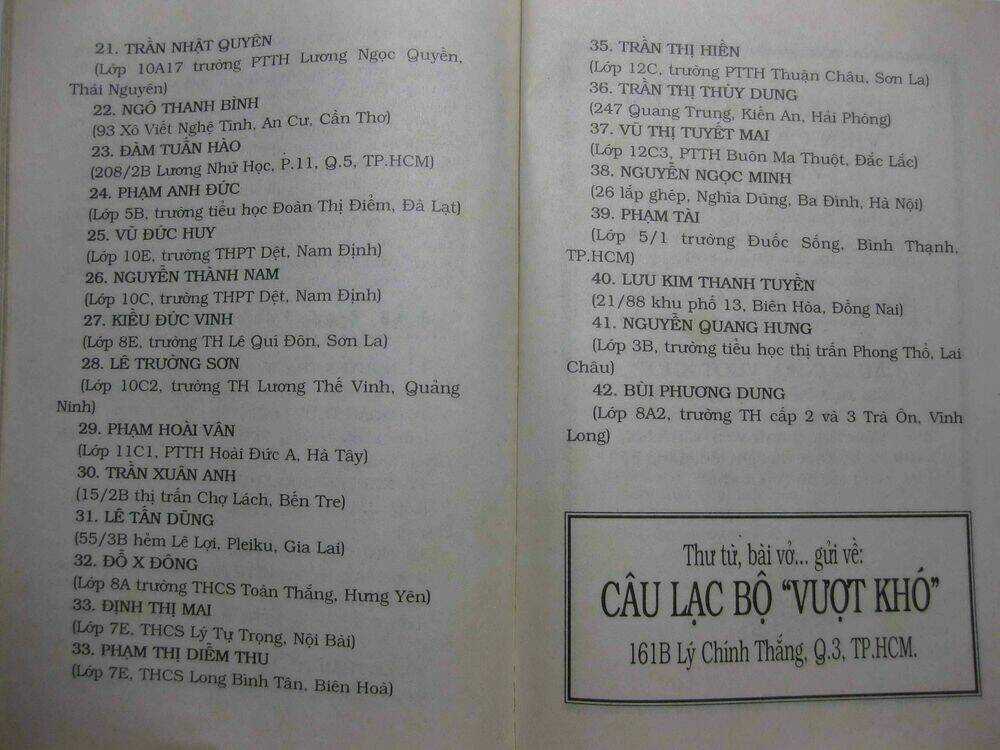 21. TRẦN NHẬT QUYÊN
(Lớp 10A17 trường PTTH Lương Ngọc Quyền,
Thái Nguyên)
22. NGÔ THANH BÌNH
(93 Xô Viết Nghệ Tĩnh, An Cư, Cần Thơ)
23. ĐÀM TUẤN HÀO
(208/2B Lương Nhữ Học, P.11, Q.5, TP.HCM)
24. PHẠM ANH ĐỨC
(Lớp 5B, trường tiểu học Đoàn Thị Điểm, Đà Lạt)
25. VŨ ĐỨC HUY
(Lớp 10E, trường THPT Dệt, Nam Định)
26. NGUYỄN THÀNH NAM
(Lớp 10C, trường THPT Dệt, Nam Định)
27. KIỀU ĐỨC VINH
(Lớp 8E, trường TH Lê Quí Đôn, Sơn La)
28. LÊ TRƯỜNG SƠN
(Lớp 10C2, trường TH Lương Thế Vinh, Quảng
Ninh)
29. PHẠM HOÀI VÂN
(Lớp 11C1, PTTH Hoài Đức A, Hà Tây)
30. TRẦN XUÂN ANH
(15/2B thị trấn Chợ Lách, Bến Tre)
31. LÊ TẤN DŨNG
(55/3B hẻm Lê Lợi, Pleiku, Gia Lai)
32. ĐỖ X ĐÔNG
(Lớp 8A trường THCS Toàn Thắng, Hưng Yên)
33. ĐỊNH THỊ MAI
(Lớp 7E, THCS Lý Tự Trọng, Nội Bài)
33. PHẠM THỊ DIỄM THU
(Lớp 7E, THCS Long Bình Tân, Biên Hoà)
35. TRẦN THỊ HIỀN
(Lớp 12C, trường PTTH Thuận Châu, Sơn La)
36. TRẦN THỊ THÙY DUNG
(247 Quang Trung, Kiến An, Hải Phòng)
37. VŨ THỊ TUYẾT MAI
(Lớp 12C3, PTTH Buôn Ma Thuột, Đắc Lắc)
38. NGUYỄN NGỌC MINH
(26 lắp ghép, Nghĩa Dũng, Ba Đình, Hà Nội)
39. PHẠM TÀI
(Lớp 5/1 trường Đuốc Sống, Bình Thạnh,
TP.HCM)
40. LƯU KIM THANH TUYỀN
(21/88 khu phố 13, Biên Hòa, Đồng Nai)
41. NGUYỄN QUANG HƯNG
(Lớp 3B, trường tiểu học thị trấn Phong Thổ, Lai
Châu)
42. BÙI PHƯƠNG DUNG
(Lớp 8A2, trường TH cấp 2 và 3 Trà Ôn, Vĩnh
Long)
Thư từ, bài vở... gửi về:
CÂU LẠC BỘ "VƯỢT KHÓ"
161B Lý Chính Thắng, Q.3, TP.HCM.